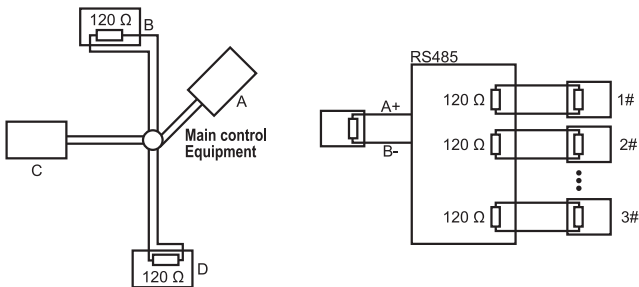 120 Ω
B
A
Main control
Equipment
C
D
120 Ω
RS485
A+
B-
120 Ω
1#
120 Ω
2#
120 Ω
3#